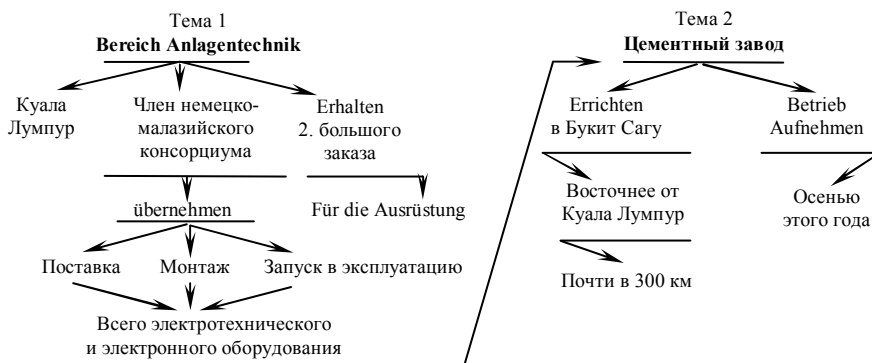 Тема 1
Bereich Anlagentechnik
Куала
Лумпур
Член немецко-
малазийского
консорциума
Erhalten
2. большого
заказа
übernehmen
Für die Ausrüstung
Поставка
Монтаж
Запуск в эксплуатацию
Всего электротехнического
и электронного оборудования
Тема 2
Цементный завод
Errichten
в Букит Сагу
Betrieb
Aufnehmen
Восточнее от
Куала Лумпур
Осенью
этого года
Почти в 300 км